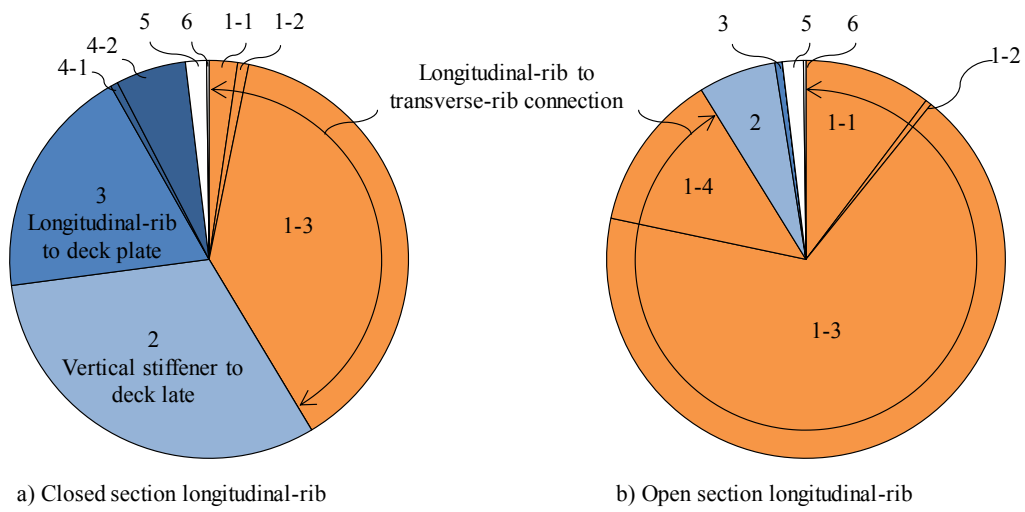 5
6
1-1
1-2
4-2
4-1
Longitudinal-rib to
transverse-rib connection
3
5
6
1-2
1-1
2
1-4
1-3
3
Longitudinal-rib
to deck plate
1-3
2
Vertical stiffener to
deck late
a) Closed section longitudinal-rib
b) Open section longitudinal-rib